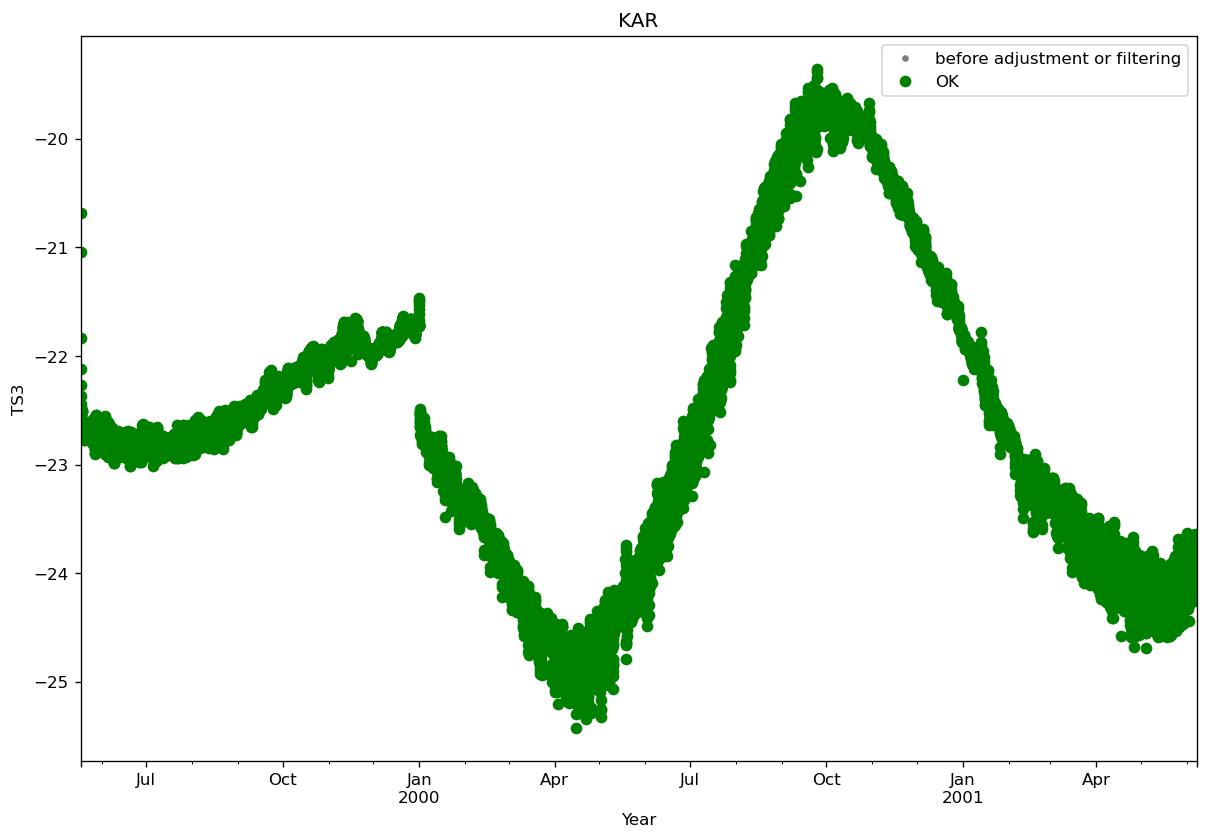 KAR
before adjustment or filtering
OK
TS3
−20
−21
−22
−23
−24
−25
Jul
Oct
Jan
2000
Apr
Jul
Oct
Jan
2001
Apr
Year